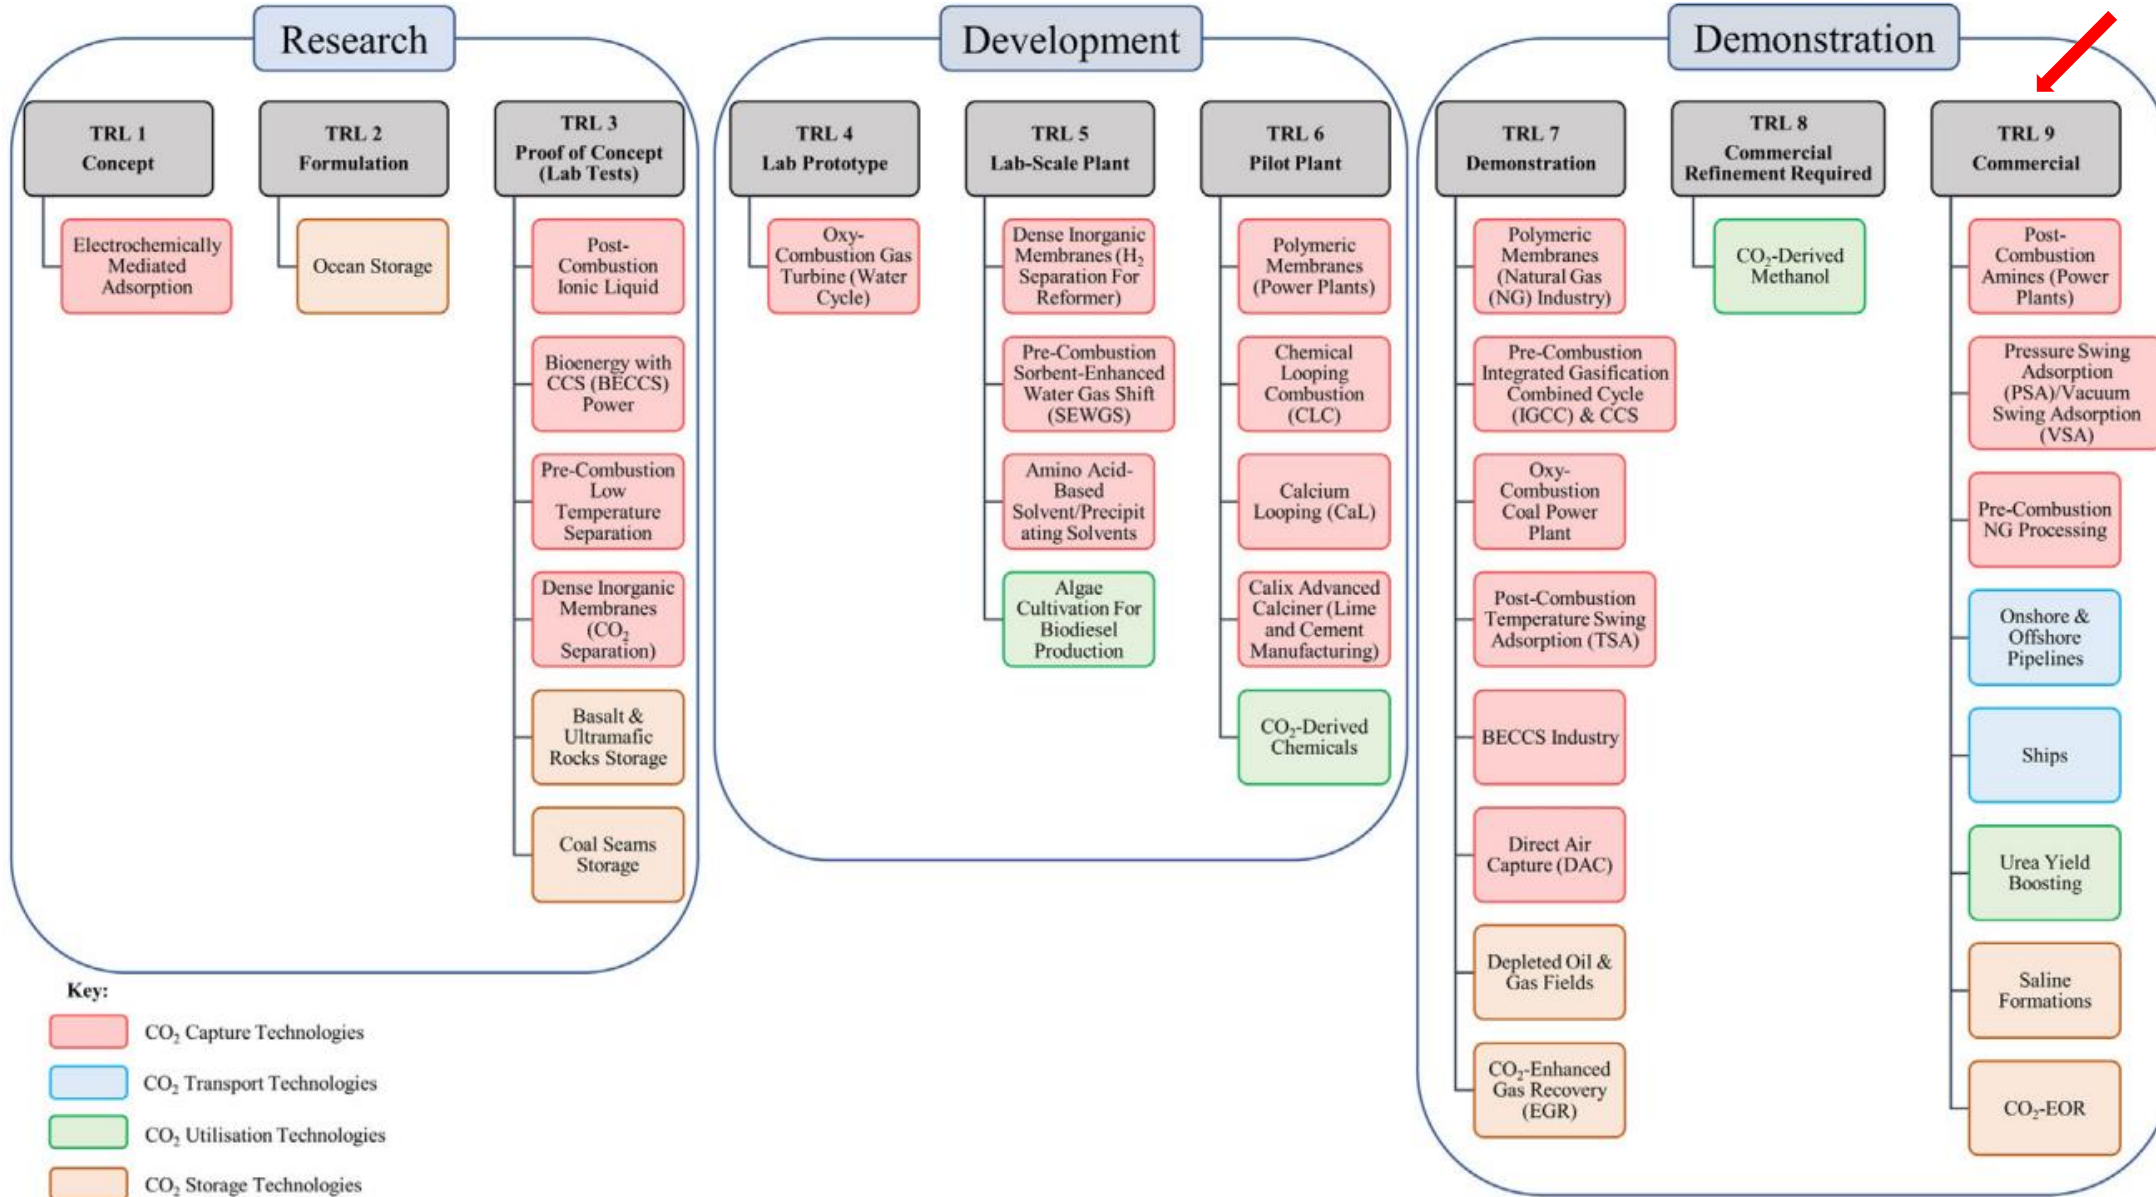 Research
Development
Demonstration
TRL 1
Concept
TRL 2
Formulation
TRL 3
Proof of Concept
(Lab Tests)
TRL 4
Lab Prototype
TRL 5
Lab-Scale Plant
TRL 6
Pilot Plant
TRL 7
Demonstration
TRL 8
Commercial
Refinement Required
TRL 9
Commercial
Electrochemically
Mediated
Adsorption
Ocean Storage
Post-
Combustion
Ionic Liquid
Bioenergy with
CCS (BECCS)
Power
Pre-Combustion
Low
Temperature
Separation
Dense Inorganic
Membranes
(CO₂
Separation)
Basalt &
Ultramafic
Rocks Storage
Coal Seams
Storage
Oxy-
Combustion Gas
Turbine (Water
Cycle)
Dense Inorganic
Membranes (H₂
Separation For
Reformer)
Pre-Combustion
Sorbent-Enhanced
Water Gas Shift
(SEWGS)
Amino Acid-
Based
Solvent/Precipit
ating Solvents
Algae
Cultivation For
Biodiesel
Production
Polymeric
Membranes
(Power Plants)
Chemical
Looping
Combustion
(CLC)
Calcium
Looping (CaL)
Calix Advanced
Calciner (Lime
and Cement
Manufacturing)
CO₂-Derived
Chemicals
Polymeric
Membranes
(Natural Gas
(NG) Industry)
Pre-Combustion
Integrated Gasification
Combined Cycle
(IGCC) & CCS
Oxy-
Combustion
Coal Power
Plant
Post-Combustion
Temperature Swing
Adsorption (TSA)
BECCS Industry
Direct Air
Capture (DAC)
Depleted Oil &
Gas Fields
CO₂-Enhanced
Gas Recovery
(EGR)
CO₂-Derived
Methanol
Post-
Combustion
Amines (Power
Plants)
Pressure Swing
Adsorption
(PSA)/Vacuum
Swing Adsorption
(VSA)
Pre-Combustion
NG Processing
Onshore &
Offshore
Pipelines
Ships
Urea Yield
Boosting
Saline
Formations
CO₂-EOR
Key:
CO₂ Capture Technologies
CO₂ Transport Technologies
CO₂ Utilisation Technologies
CO₂ Storage Technologies